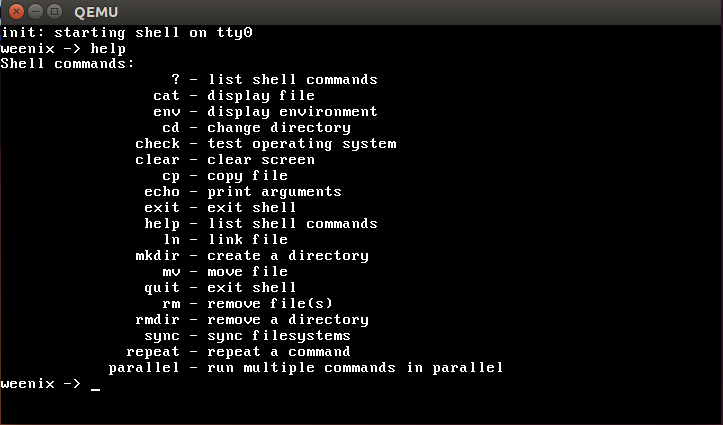 QEMU
init: starting shell on tty0
weenix -> help
Shell commands:
? - list shell commands
cat - display file
env - display environment
cd - change directory
check - test operating system
clear - clear screen
cp - copy file
echo - print arguments
exit - exit shell
help - list shell commands
ln - link file
mkdir - create a directory
mv - move file
quit - exit shell
rm - remove file(s)
rmdir - remove a directory
sync - sync filesystems
repeat - repeat a command
parallel - run multiple commands in parallel
weenix -> _